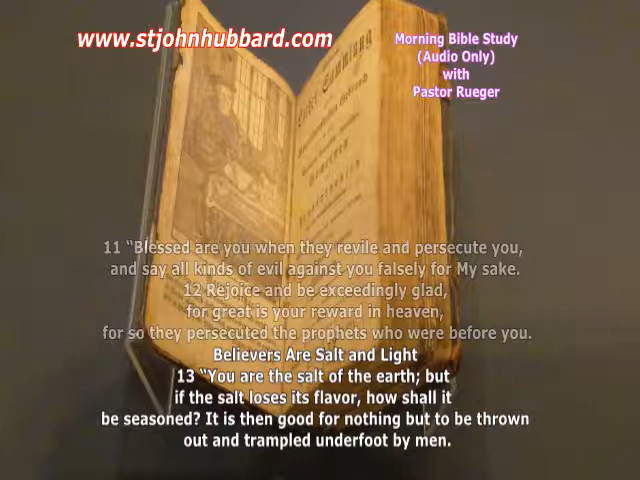 www.stjohnhubbard.com
Morning Bible Study
(Audio Only)
with
Pastor Rueger
11 “Blessed are you when they revile and persecute you,
and say all kinds of evil against you falsely for My sake.
12 Rejoice and be exceedingly glad,
for great is your reward in heaven,
for so they persecuted the prophets who were before you.
Believers Are Salt and Light
13 “You are the salt of the earth; but
if the salt loses its flavor, how shall it
be seasoned? It is then good for nothing but to be thrown
out and trampled underfoot by men.